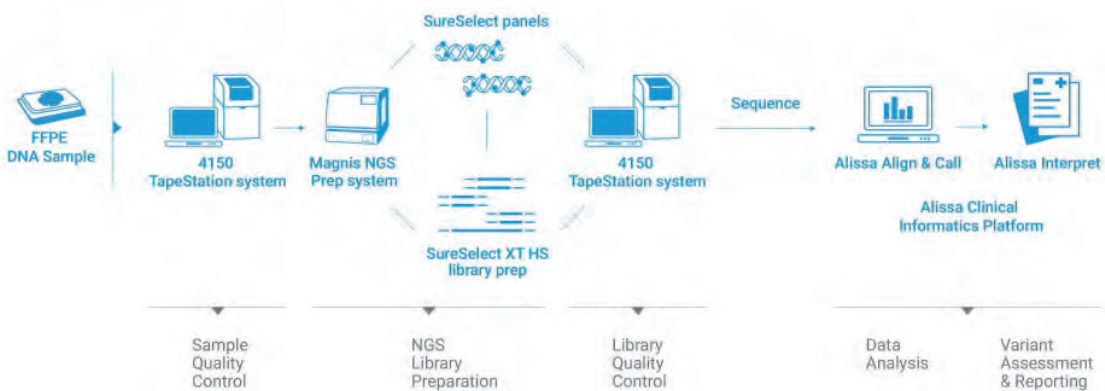 SureSelect panels
FFPE
DNA Sample
4150
TapeStation system
Magnis NGS
Prep system
SureSelect XT HS
library prep
4150
TapeStation system
Sequence
Alissa Align & Call
Alissa Interpret
Alissa Clinical
Informatics Platform
Sample
Quality
Control
NGS
Library
Preparation
Library
Quality
Control
Data
Analysis
Variant
Assessment
& Reporting